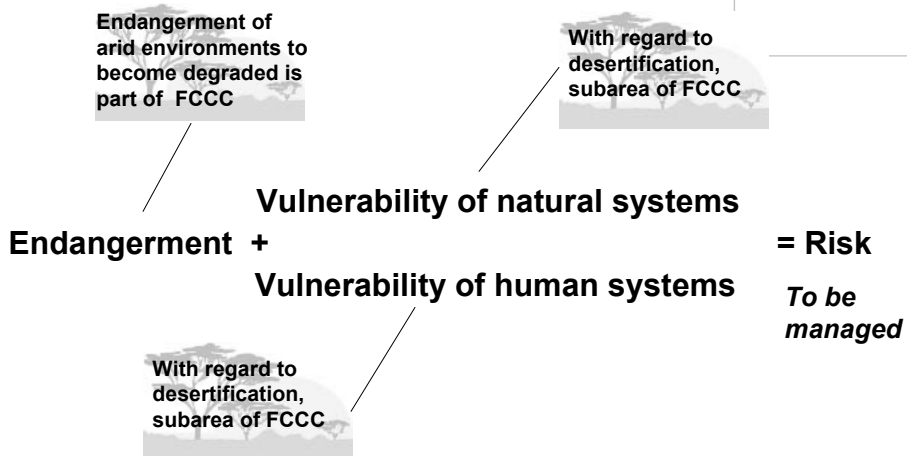 Endangerment of
arid environments to
become degraded is
part of FCCC
With regard to
desertification,
subarea of FCCC
Vulnerability of natural systems
Endangerment +
= Risk
Vulnerability of human systems
To be
managed
With regard to
desertification,
subarea of FCCC